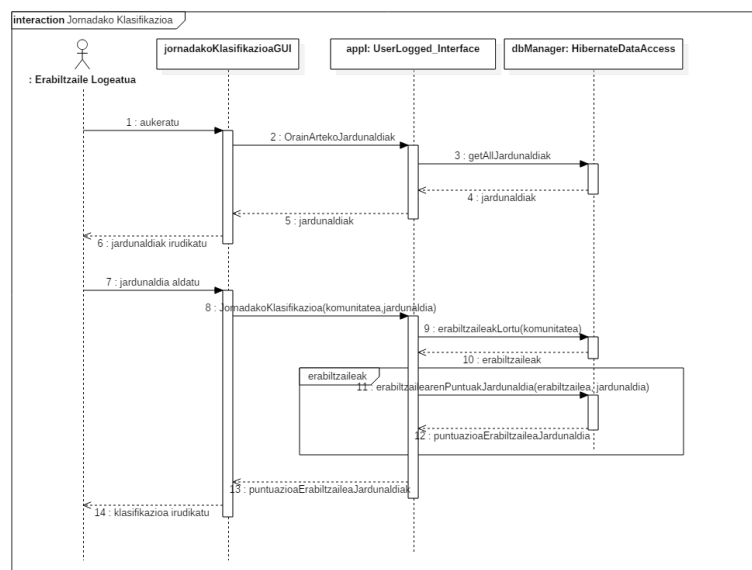 interaction Jornadako Klasifikazioa
jornadakoKlasifikazioaGUI
appI: UserLogged_Interface
dbManager: HibernateDataAccess
: Erabiltzaile Logeatua
1 : aukeratu
2 : OrainArtekoJardunaldiak
3 : getAllJardunaldiak
4 : jardunaldiak
5 : jardunaldiak
6 : jardunaldiak irudikatu
7 : jardunaldia aldatu
8 : JornadakoKlasifikazioa(komunitatea,jardunaldia)
9 : erabiltzaileakLortu(komunitatea)
10 : erabiltzaileak
erabiltzaileak
11 : erabiltzailearenPuntuakJardunaldia(erabiltzailea, jardunaldia)
12 : puntuazioaErabiltzaileaJardunaldia
13 : puntuazioaErabiltzaileaJardunaldiak
14 : klasifikazioa irudikatu